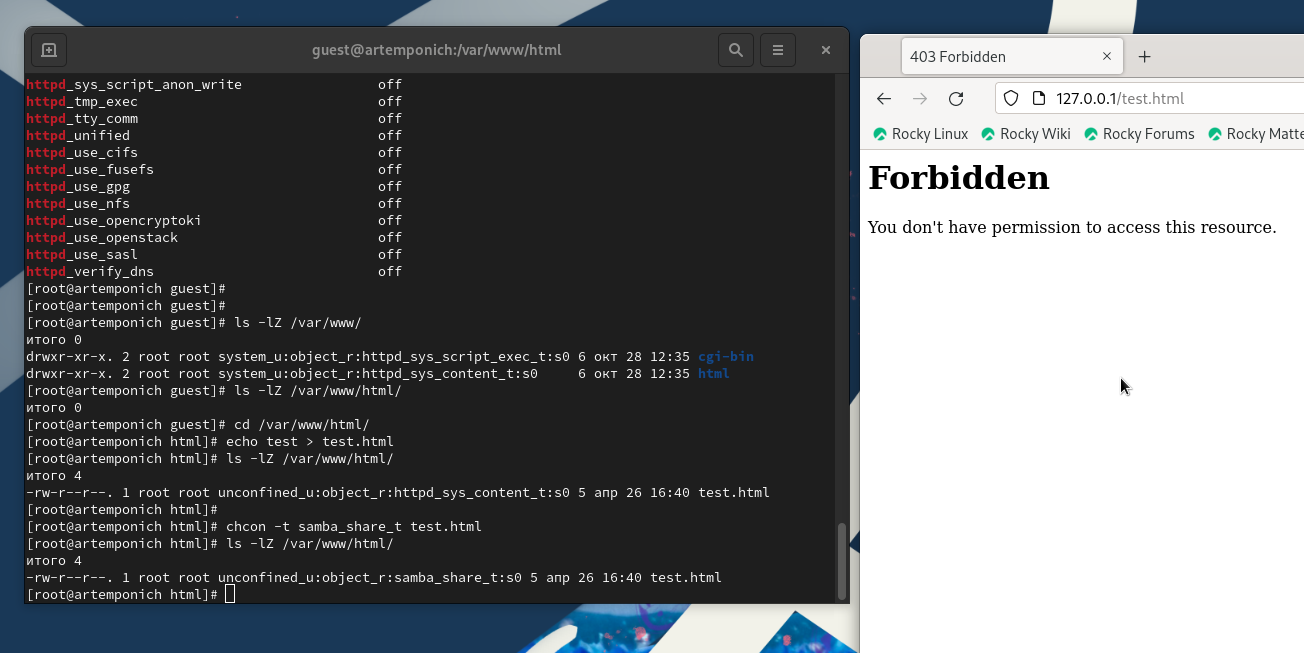 guest@artemponich:/var/www/html
httpd_sys_script_anon_write off
httpd_tmp_exec off
httpd_tty_comm off
httpd_unified off
httpd_use_cifs off
httpd_use_fusefs off
httpd_use_gpg off
httpd_use_nfs off
httpd_use_opencryptoki off
httpd_use_openstack off
httpd_use_sasl off
httpd_verify_dns off
[root@artemponich guest]#
[root@artemponich guest]#
[root@artemponich guest]# ls -lZ /var/www/
итого 0
drwxr-xr-x. 2 root root system_u:object_r:httpd_sys_script_exec_t:s0 6 окт 28 12:35 cgi-bin
drwxr-xr-x. 2 root root system_u:object_r:httpd_sys_content_t:s0     6 окт 28 12:35 html
[root@artemponich guest]# ls -lZ /var/www/html/
итого 0
[root@artemponich guest]# cd /var/www/html/
[root@artemponich html]# echo test > test.html
[root@artemponich html]# ls -lZ /var/www/html/
итого 4
-rw-r--r--. 1 root root unconfined_u:object_r:httpd_sys_content_t:s0 5 апр 26 16:40 test.html
[root@artemponich html]#
[root@artemponich html]# chcon -t samba_share_t test.html
[root@artemponich html]# ls -lZ /var/www/html/
итого 4
-rw-r--r--. 1 root root unconfined_u:object_r:samba_share_t:s0 5 апр 26 16:40 test.html
[root@artemponich html]#
403 Forbidden
127.0.0.1/test.html
Rocky Linux Rocky Wiki Rocky Forums Rocky Matte
Forbidden
You don't have permission to access this resource.